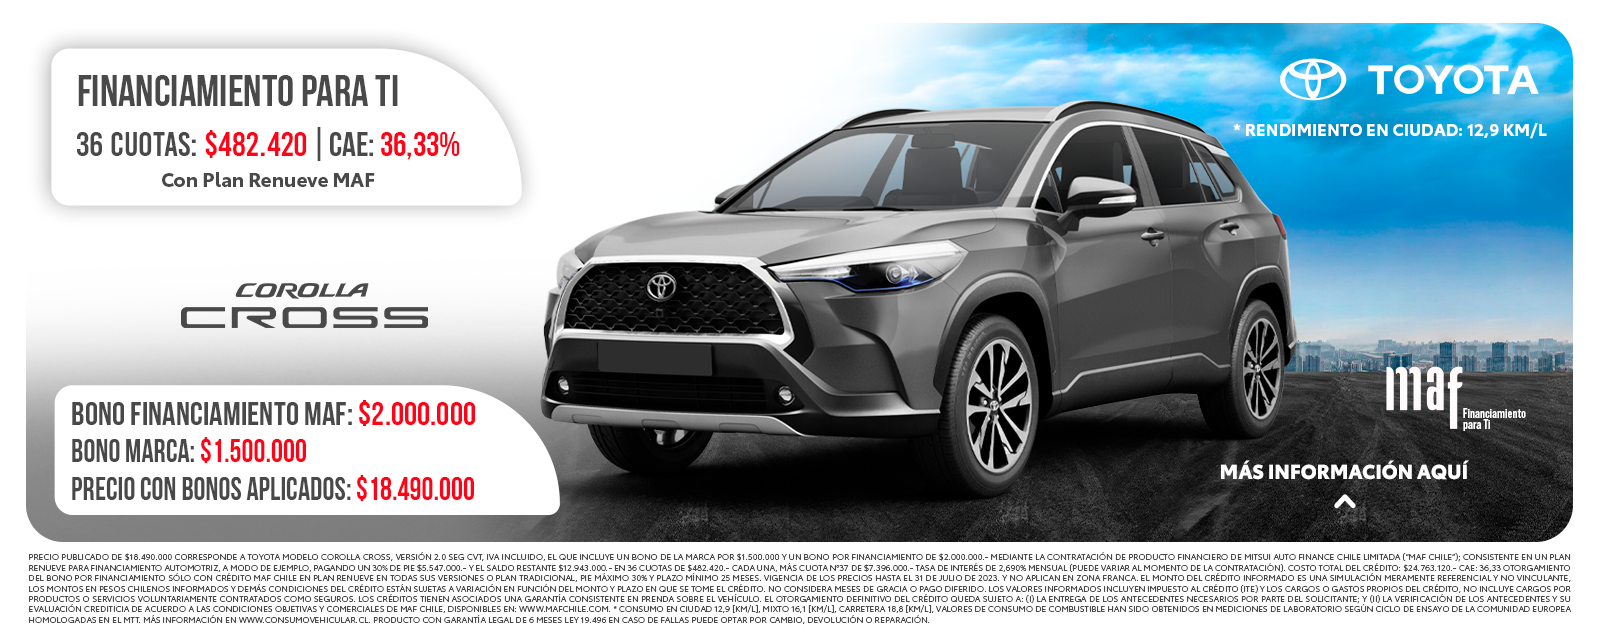 FINANCIAMIENTO PARA TI
36 CUOTAS: $482.420 | CAE: 36,33%
Con Plan Renueve MAF
TOYOTA
* RENDIMIENTO EN CIUDAD: 12,9 KM/L
COROLLA
CROSS
BONO FINANCIAMIENTO MAF: $2.000.000
BONO MARCA: $1.500.000
PRECIO CON BONOS APLICADOS: $18.490.000
maf
Financiamiento
para Ti
MÁS INFORMACIÓN AQUÍ
PRECIO PUBLICADO DE $18.490.000 CORRESPONDE A TOYOTA MODELO COROLLA CROSS, VERSIÓN 2.0 SEG CVT, IVA INCLUIDO, EL QUE INCLUYE UN BONO DE LA MARCA POR $1.500.000 Y UN BONO POR FINANCIAMIENTO DE $2.000.000.- MEDIANTE LA CONTRATACIÓN DE PRODUCTO FINANCIERO DE MITSUI AUTO FINANCE CHILE LIMITADA ("MAF CHILE"); CONSISTENTE EN UN PLAN
RENUEVE PARA FINANCIAMIENTO AUTOMOTRIZ, A MODO DE EJEMPLO, PAGANDO UN 30% DE PIE $5.547.000.- Y EL SALDO RESTANTE $12.943.000.- EN 36 CUOTAS DE $482.420.- CADA UNA, MÁS CUOTA N°37 DE $7.396.000.- TASA DE INTERÉS DE 2,690% MENSUAL (PUEDE VARIAR AL MOMENTO DE LA CONTRATACIÓN). COSTO TOTAL DEL CRÉDITO: $24.763.120.- CAE: 36,33 OTORGAMIENTO
DEL BONO POR FINANCIAMIENTO SÓLO CON CRÉDITO MAF CHILE EN PLAN RENUEVE EN TODAS SUS VERSIONES O PLAN TRADICIONAL, PIE MÁXIMO 30% Y PLAZO MÍNIMO 25 MESES. VIGENCIA DE LOS PRECIOS HASTA EL 31 DE JULIO DE 2023. Y NO APLICAN EN ZONA FRANCA. EL MONTO DEL CRÉDITO INFORMADO ES UNA SIMULACIÓN MERAMENTE REFERENCIAL Y NO VINCULANTE,
LOS MONTOS EN PESOS CHILENOS INFORMADOS Y DEMÁS CONDICIONES DEL CRÉDITO ESTÁN SUJETAS A VARIACIÓN EN FUNCIÓN DEL MONTO Y PLAZO EN QUE SE TOME EL CRÉDITO. NO CONSIDERA MESES DE GRACIA O PAGO DIFERIDO. LOS VALORES INFORMADOS INCLUYEN IMPUESTO AL CRÉDITO (ITE) Y LOS CARGOS O GASTOS PROPIOS DEL CRÉDITO, NO INCLUYE CARGOS POR
PRODUCTOS O SERVICIOS VOLUNTARIAMENTE CONTRATADOS COMO SEGUROS. LOS CRÉDITOS TIENEN ASOCIADOS UNA GARANTÍA CONSISTENTE EN PRENDA SOBRE EL VEHÍCULO. EL OTORGAMIENTO DEFINITIVO DEL CRÉDITO QUEDA SUJETO A: (I) LA ENTREGA DE LOS ANTECEDENTES NECESARIOS POR PARTE DEL SOLICITANTE; Y (II) LA VERIFICACIÓN DE LOS ANTECEDENTES Y SU
EVALUACIÓN CREDITICIA DE ACUERDO A LAS CONDICIONES OBJETIVAS Y COMERCIALES DE MAF CHILE, DISPONIBLES EN: WWW.MAFCHILE.COM. * CONSUMO EN CIUDAD 12,9 [KM/L], MIXTO 16,1 [KM/L], CARRETERA 18,8 [KM/L], VALORES DE CONSUMO DE COMBUSTIBLE HAN SIDO OBTENIDOS EN MEDICIONES DE LABORATORIO SEGÚN CICLO DE ENSAYO DE LA COMUNIDAD EUROPEA
HOMOLOGADAS EN EL MTT. MÁS INFORMACIÓN EN WWW.CONSUMOVEHICULAR.CL. PRODUCTO CON GARANTÍA LEGAL DE 6 MESES LEY 19.496 EN CASO DE FALLAS PUEDE OPTAR POR CAMBIO, DEVOLUCIÓN O REPARACIÓN.